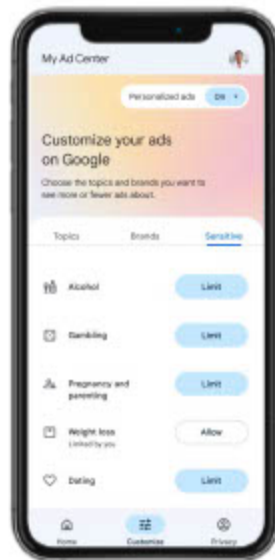 My Ad Center
Personalized ads ON
Customize your ads
on Google
Choose the topics and brands you want to
see more or fewer ads about.
Topics Brands Sensitive
Alcohol Limit
Gambling Limit
Pregnancy and
parenting Limit
Weight loss
Limited by you
Allow
Dating Limit
Home Customize Privacy